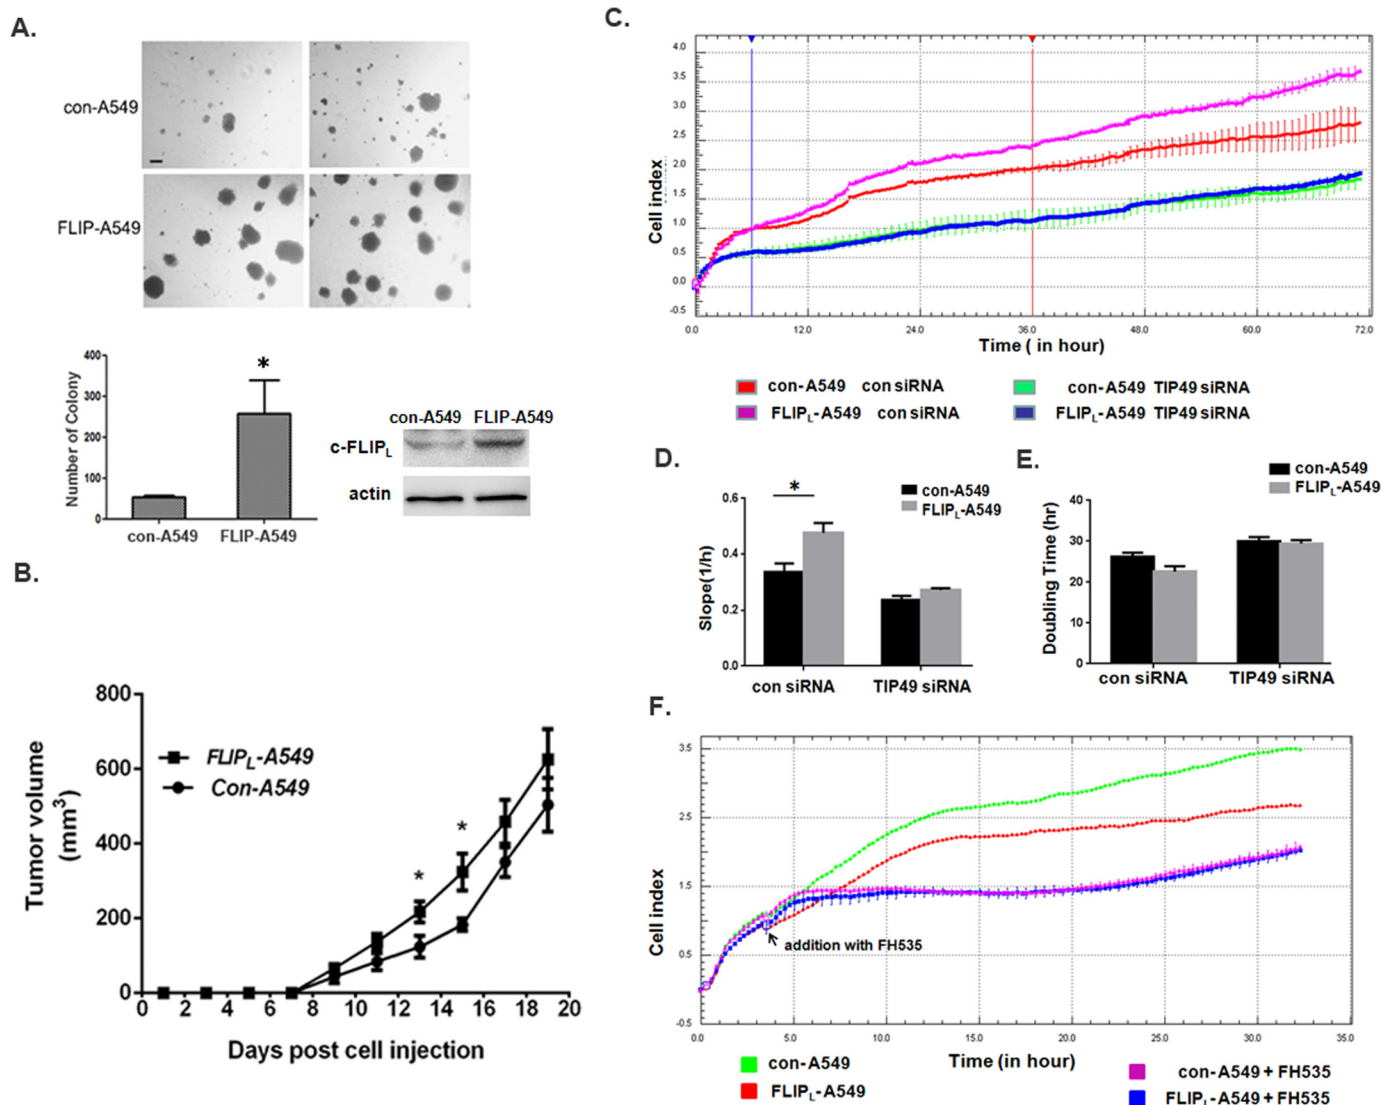 A.
con-A549
FLIP-A549
Number of Colony
400
300
200
100
0
*
con-A549
FLIP-A549
con-A549 FLIP-A549
c-FLIPL
actin
B.
Tumor volume
(mm3)
800
600
400
200
0
FLIPL-A549
Con-A549
*
*
0 2 4 6 8 10 12 14 16 18 20
Days post cell injection
C.
Cell index
4.0
3.5
3.0
2.5
2.0
1.5
1.0
0.5
0.0
-0.5
0.0 12.0 24.0 36.0 48.0 60.0 72.0
Time ( in hour)
con-A549 con siRNA
FLIPL-A549 con siRNA
con-A549 TIP49 siRNA
FLIPL-A549 TIP49 siRNA
D.
con-A549
FLIPL-A549
Slope(1/h)
0.6
0.4
0.2
0.0
*
con siRNA TIP49 siRNA
E.
con-A549
FLIPL-A549
Doubling Time (hr)
40
30
20
10
0
con siRNA TIP49 siRNA
F.
Cell index
3.5
2.5
1.5
0.5
-0.5
addition with FH535
0.0 5.0 10.0 15.0 20.0 25.0 30.0 35.0
Time (in hour)
con-A549
FLIPL-A549
con-A549 + FH535
FLIPL-A549 + FH535